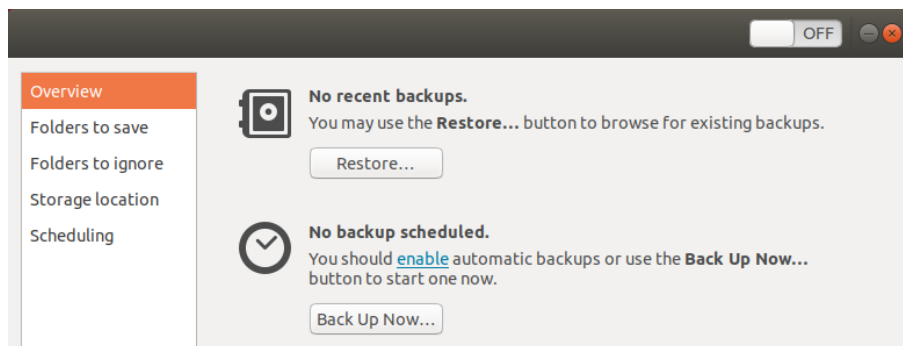 OFF
Overview
Folders to save
Folders to ignore
Storage location
Scheduling
No recent backups.
You may use the Restore... button to browse for existing backups.
Restore...
No backup scheduled.
You should enable automatic backups or use the Back Up Now...
button to start one now.
Back Up Now...